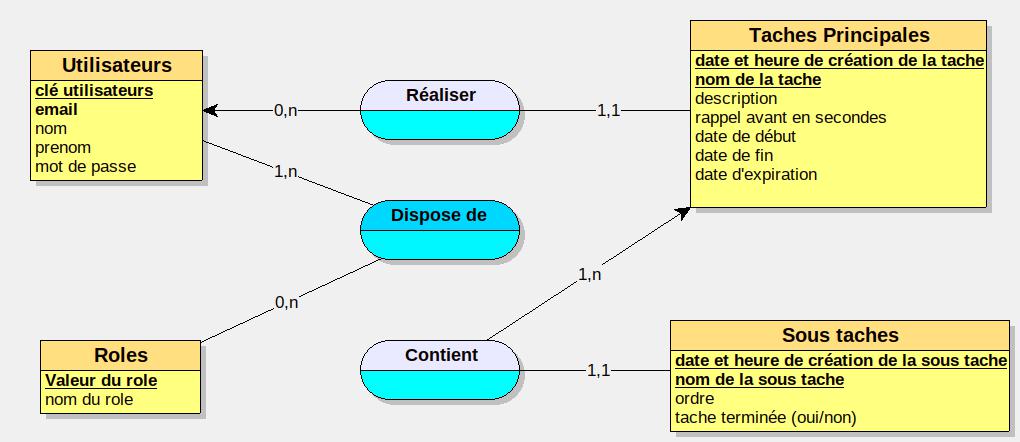 Utilisateurs
clé utilisateurs
email
nom
prenom
mot de passe
0,n
Réaliser
1,1
Taches Principales
date et heure de création de la tache
nom de la tache
description
rappel avant en secondes
date de début
date de fin
date d'expiration
1,n
Dispose de
0,n
Roles
Valeur du role
nom du role
Contient
1,n
1,1
Sous taches
date et heure de création de la sous tache
nom de la sous tache
ordre
tache terminée (oui/non)